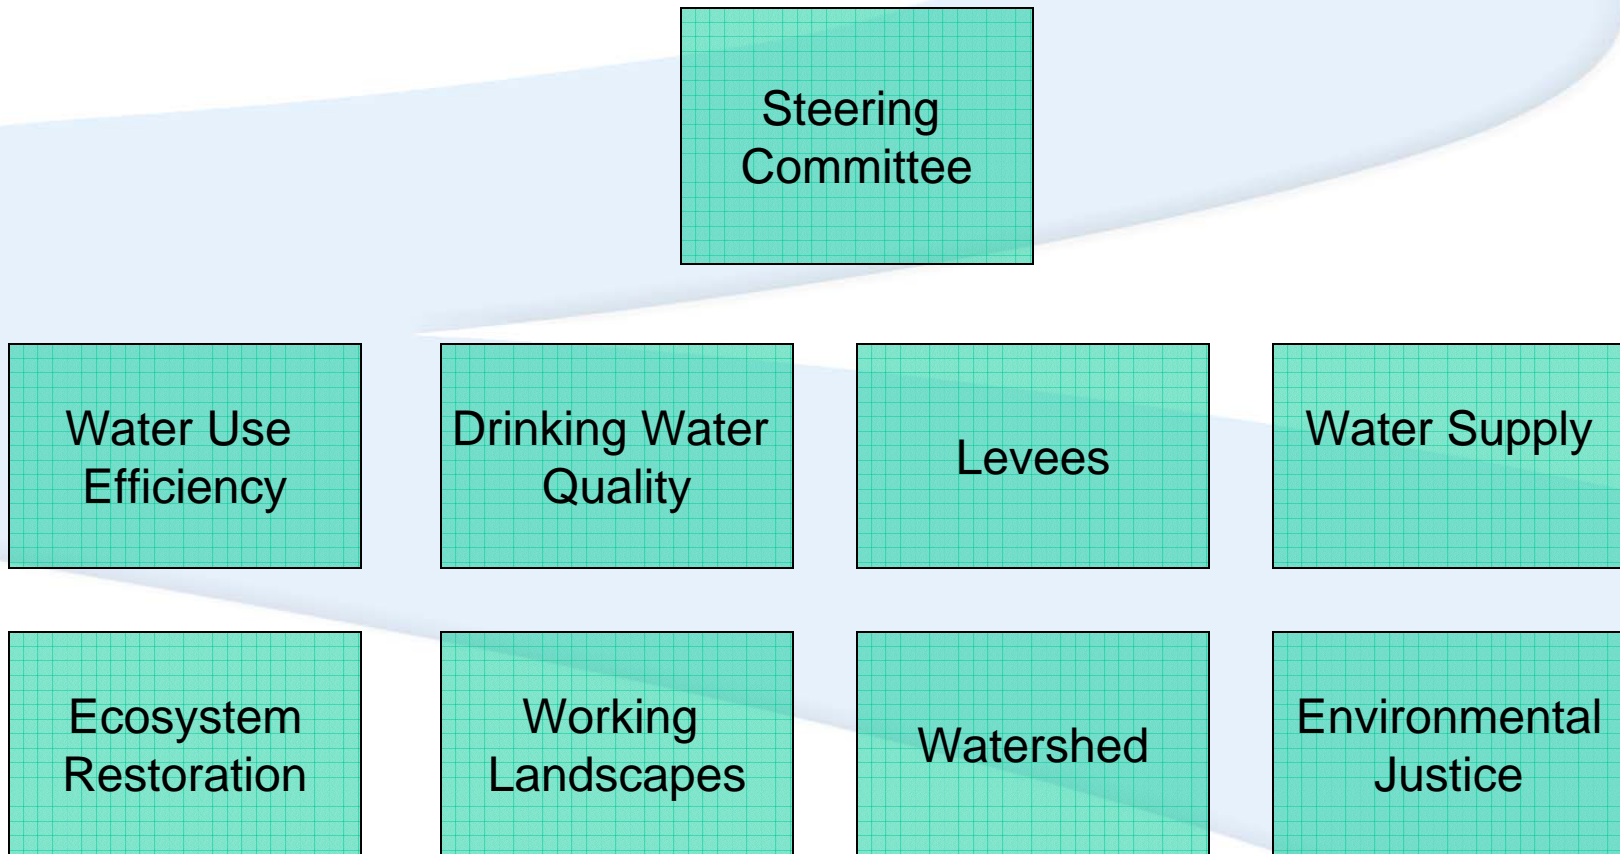 Steering
Committee
Water Use
Efficiency
Drinking Water
Quality
Levees
Water Supply
Ecosystem
Restoration
Working
Landscapes
Watershed
Environmental
Justice